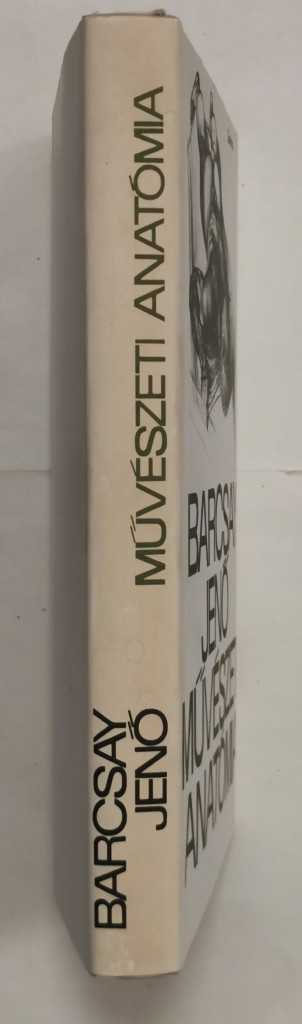 BARCSAY
JENŐ
MŰVÉSZETI ANATÓMIA
BARCSAY
JENŐ
MŰVÉSZETI
ANATÓMIA